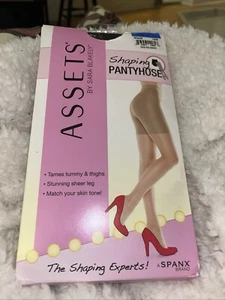 ASSETS
BY SARA BLAKELY
Shaping
PANTYHOSE
• Tames tummy & thighs
• Stunning sheer leg
• Match your skin tone!
The Shaping Experts!
A SPANX
BRAND